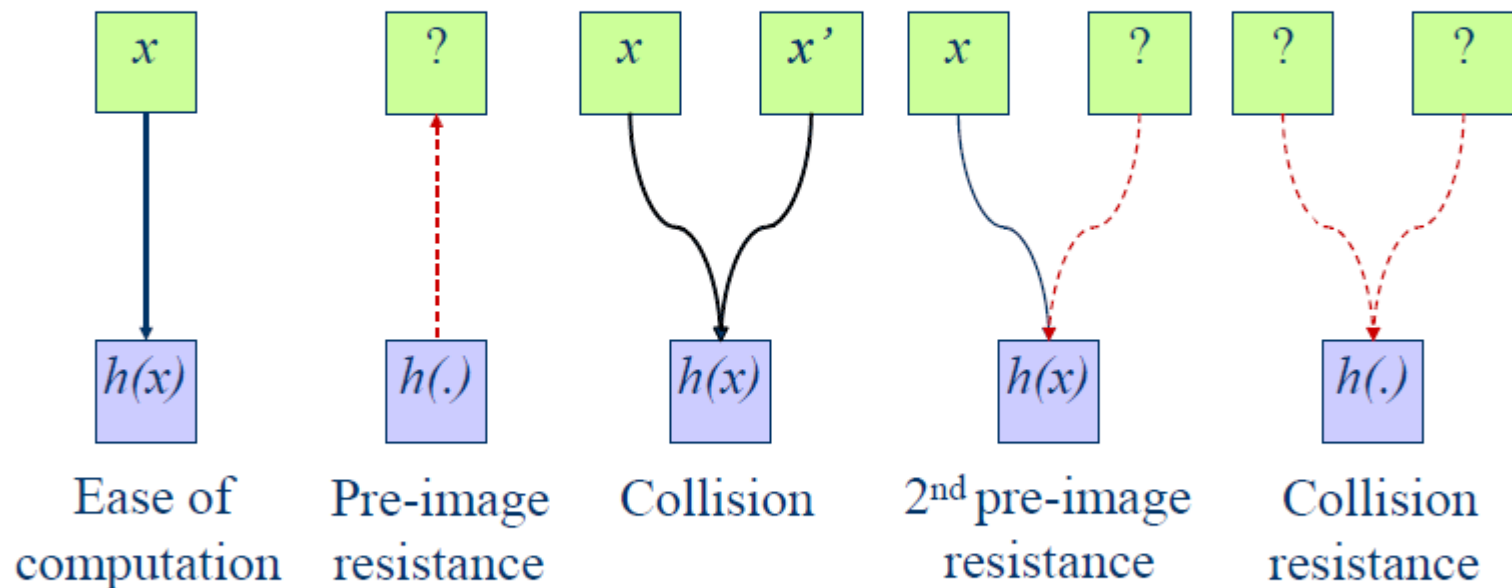 x ? x x’ x ? ? ?
h(x) h(.) h(x) h(x) h(.)
Ease of Pre-image Collision 2nd pre-image Collision
computation resistance resistance resistance